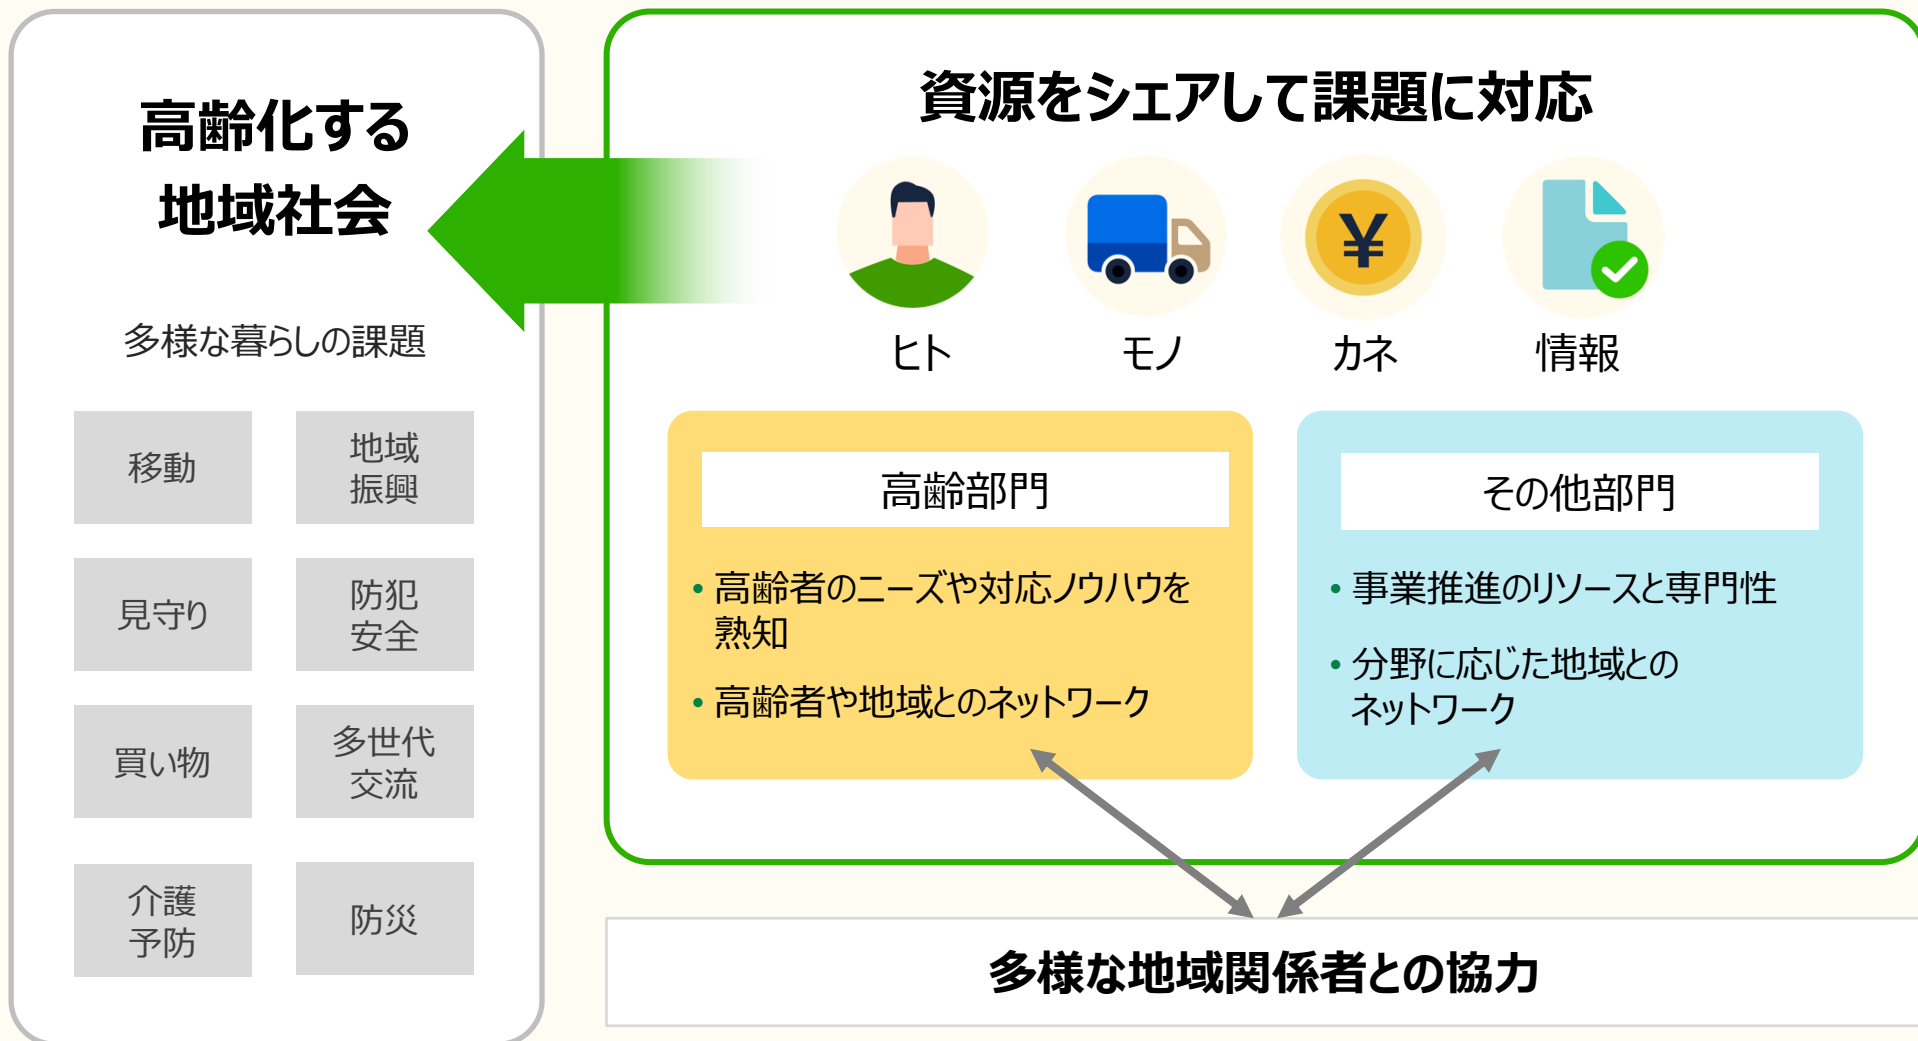 高齢化する
地域社会
多様な暮らしの課題
移動
地域
振興
見守り
防犯
安全
買い物
多世代
交流
介護
予防
防災
資源をシェアして課題に対応
ヒト
モノ
カネ
情報
高齢部門
• 高齢者のニーズや対応ノウハウを
熟知
• 高齢者や地域とのネットワーク
その他部門
• 事業推進のリソースと専門性
• 分野に応じた地域との
ネットワーク
多様な地域関係者との協力